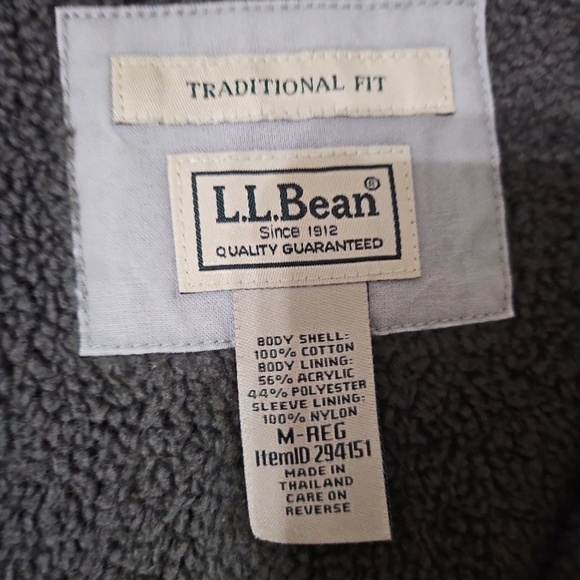 TRADITIONAL FIT
L.L.Bean®
Since 1912
QUALITY GUARANTEED
BODY SHELL:
100% COTTON
BODY LINING:
56% ACRYLIC
44% POLYESTER
SLEEVE LINING:
100% NYLON
M-REG
ItemID 294151
MADE IN
THAILAND
CARE ON
REVERSE